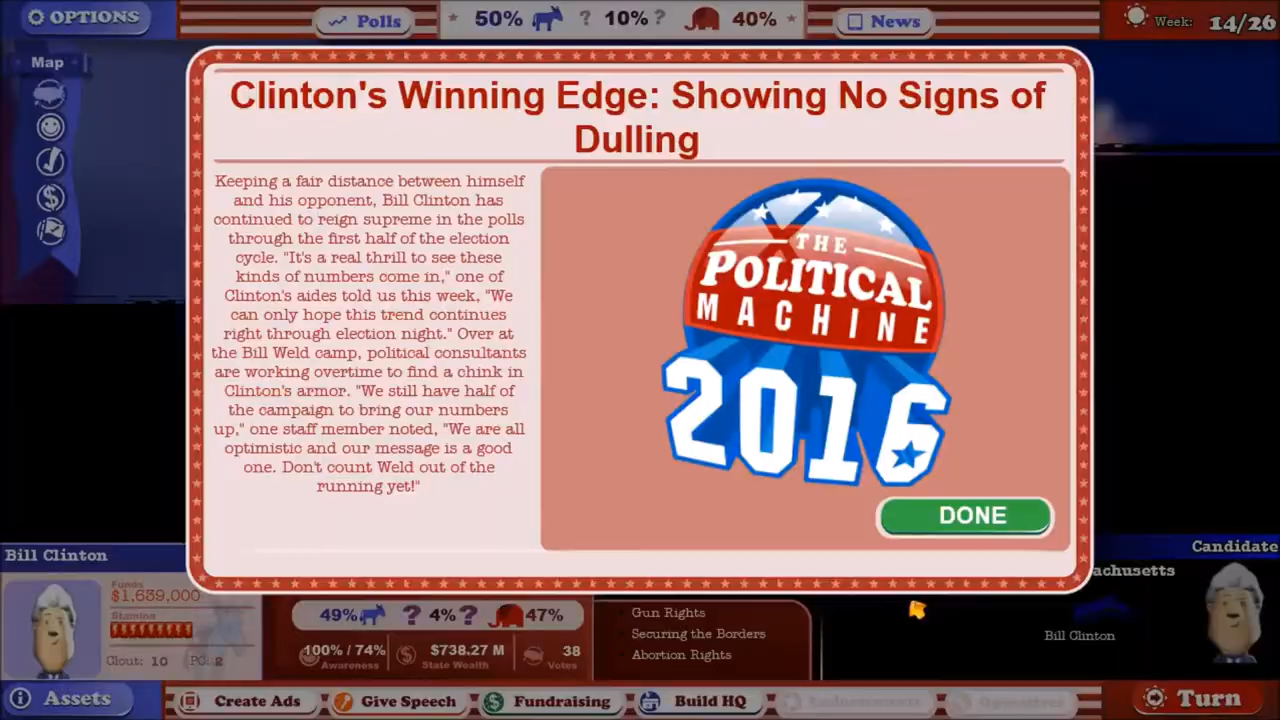 OPTIONS
Polls
50% ? 10% ? 40%
News
Week: 14/26
Map
Clinton's Winning Edge: Showing No Signs of
Dulling
Keeping a fair distance between himself
and his opponent, Bill Clinton has
continued to reign supreme in the polls
through the first half of the election
cycle. "It's a real thrill to see these
kinds of numbers come in," one of
Clinton's aides told us this week, "We
can only hope this trend continues
right through election night." Over at
the Bill Weld camp, political consultants
are working overtime to find a chink in
Clinton's armor. "We still have half of
the campaign to bring our numbers
up," one staff member noted, "We are all
optimistic and our message is a good
one. Don't count Weld out of the
running yet!"
THE
POLITICAL
MACHINE
2016
DONE
Bill Clinton
Funds
$1,639,000
Stamina
Clout: 10
PC: 2
49% ? 4% ? 47%
100% / 74%
Awareness
$738.27 M
State Wealth
38
Votes
Gun Rights
Securing the Borders
Abortion Rights
Candidate
achusetts
Bill Clinton
Assets
Create Ads
Give Speech
Fundraising
Build HQ
Endorsements
Operatives
Turn